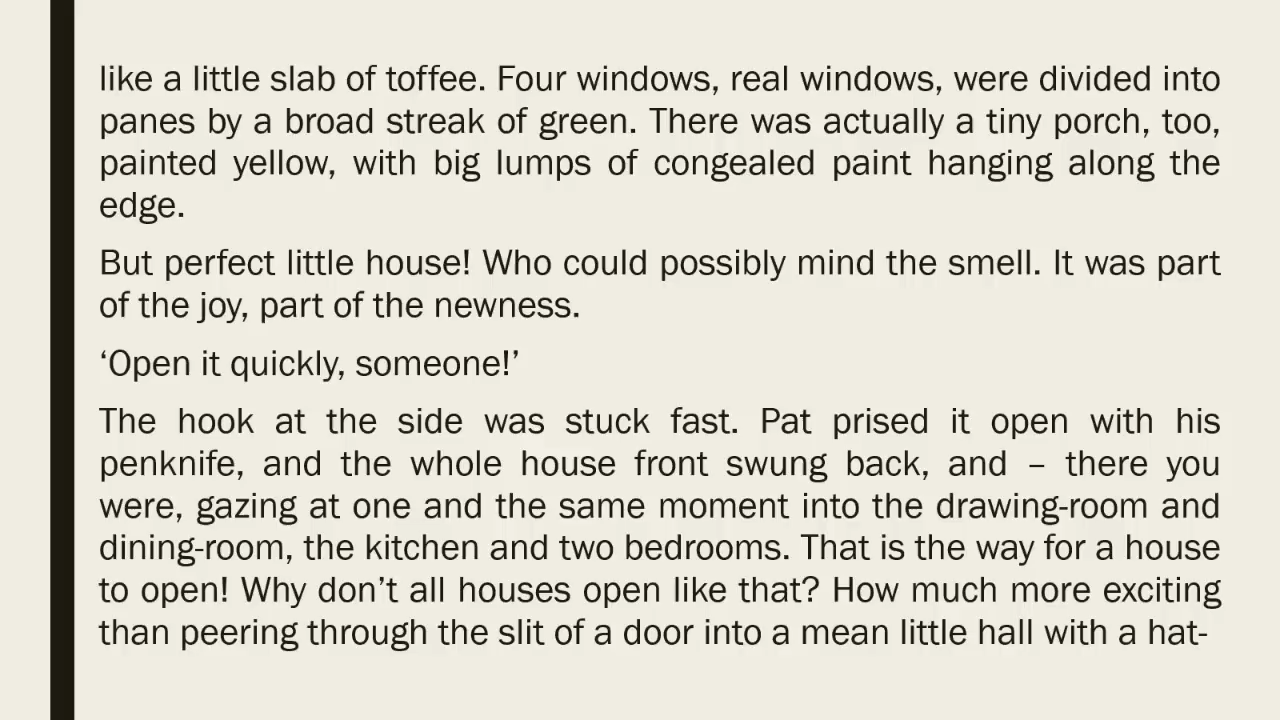 like a little slab of toffee. Four windows, real windows, were divided into
panes by a broad streak of green. There was actually a tiny porch, too,
painted yellow, with big lumps of congealed paint hanging along the
edge.
But perfect little house! Who could possibly mind the smell. It was part
of the joy, part of the newness.
‘Open it quickly, someone!’
The hook at the side was stuck fast. Pat prised it open with his
penknife, and the whole house front swung back, and – there you
were, gazing at one and the same moment into the drawing-room and
dining-room, the kitchen and two bedrooms. That is the way for a house
to open! Why don’t all houses open like that? How much more exciting
than peering through the slit of a door into a mean little hall with a hat-